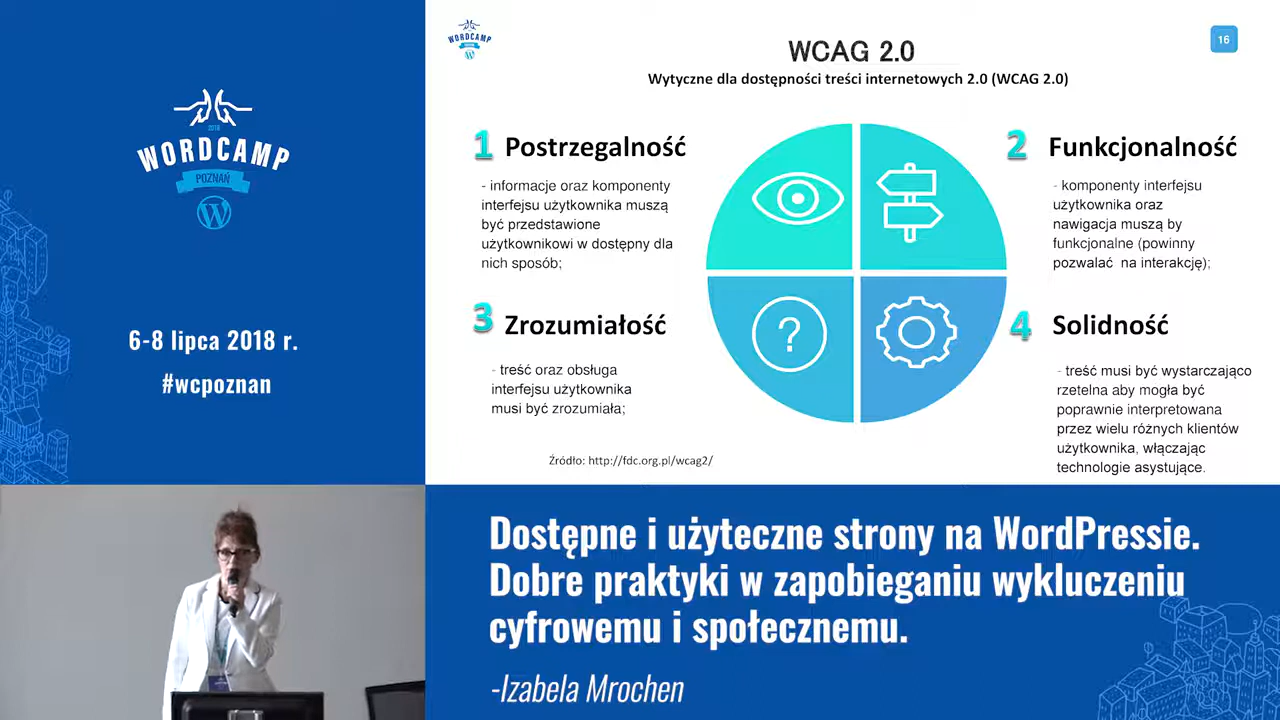 2018
WORDCAMP
POZNAŃ
6-8 lipca 2018 r.
#wcpoznan
WORDCAMP
16
WCAG 2.0
Wytyczne dla dostępności treści internetowych 2.0 (WCAG 2.0)
1 Postrzegalność
- informacje oraz komponenty
interfejsu użytkownika muszą
być przedstawione
użytkownikowi w dostępny dla
nich sposób;
2 Funkcjonalność
- komponenty interfejsu
użytkownika oraz
nawigacja muszą by
funkcjonalne (powinny
pozwalać na interakcję);
3 Zrozumiałość
- treść oraz obsługa
interfejsu użytkownika
musi być zrozumiała;
4 Solidność
- treść musi być wystarczająco
rzetelna aby mogła być
poprawnie interpretowana
przez wielu różnych klientów
użytkownika, włączając
technologie asystujące.
?
Źródło: http://fdc.org.pl/wcag2/
Dostępne i użyteczne strony na WordPressie.
Dobre praktyki w zapobieganiu wykluczeniu
cyfrowemu i społecznemu.
-Izabela Mrochen